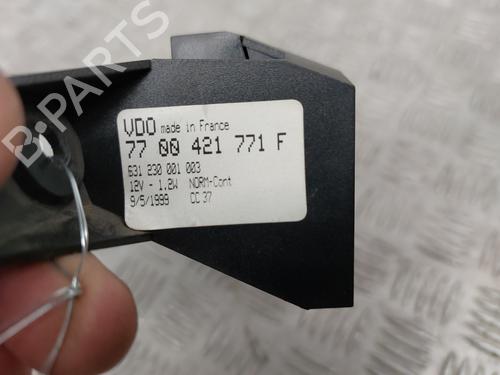 VDO made in France
77 00 421 771 F
631 230 001 003
12V - 1.2W NORM-Cont
9/5/1999 CC 37
B-PARTS